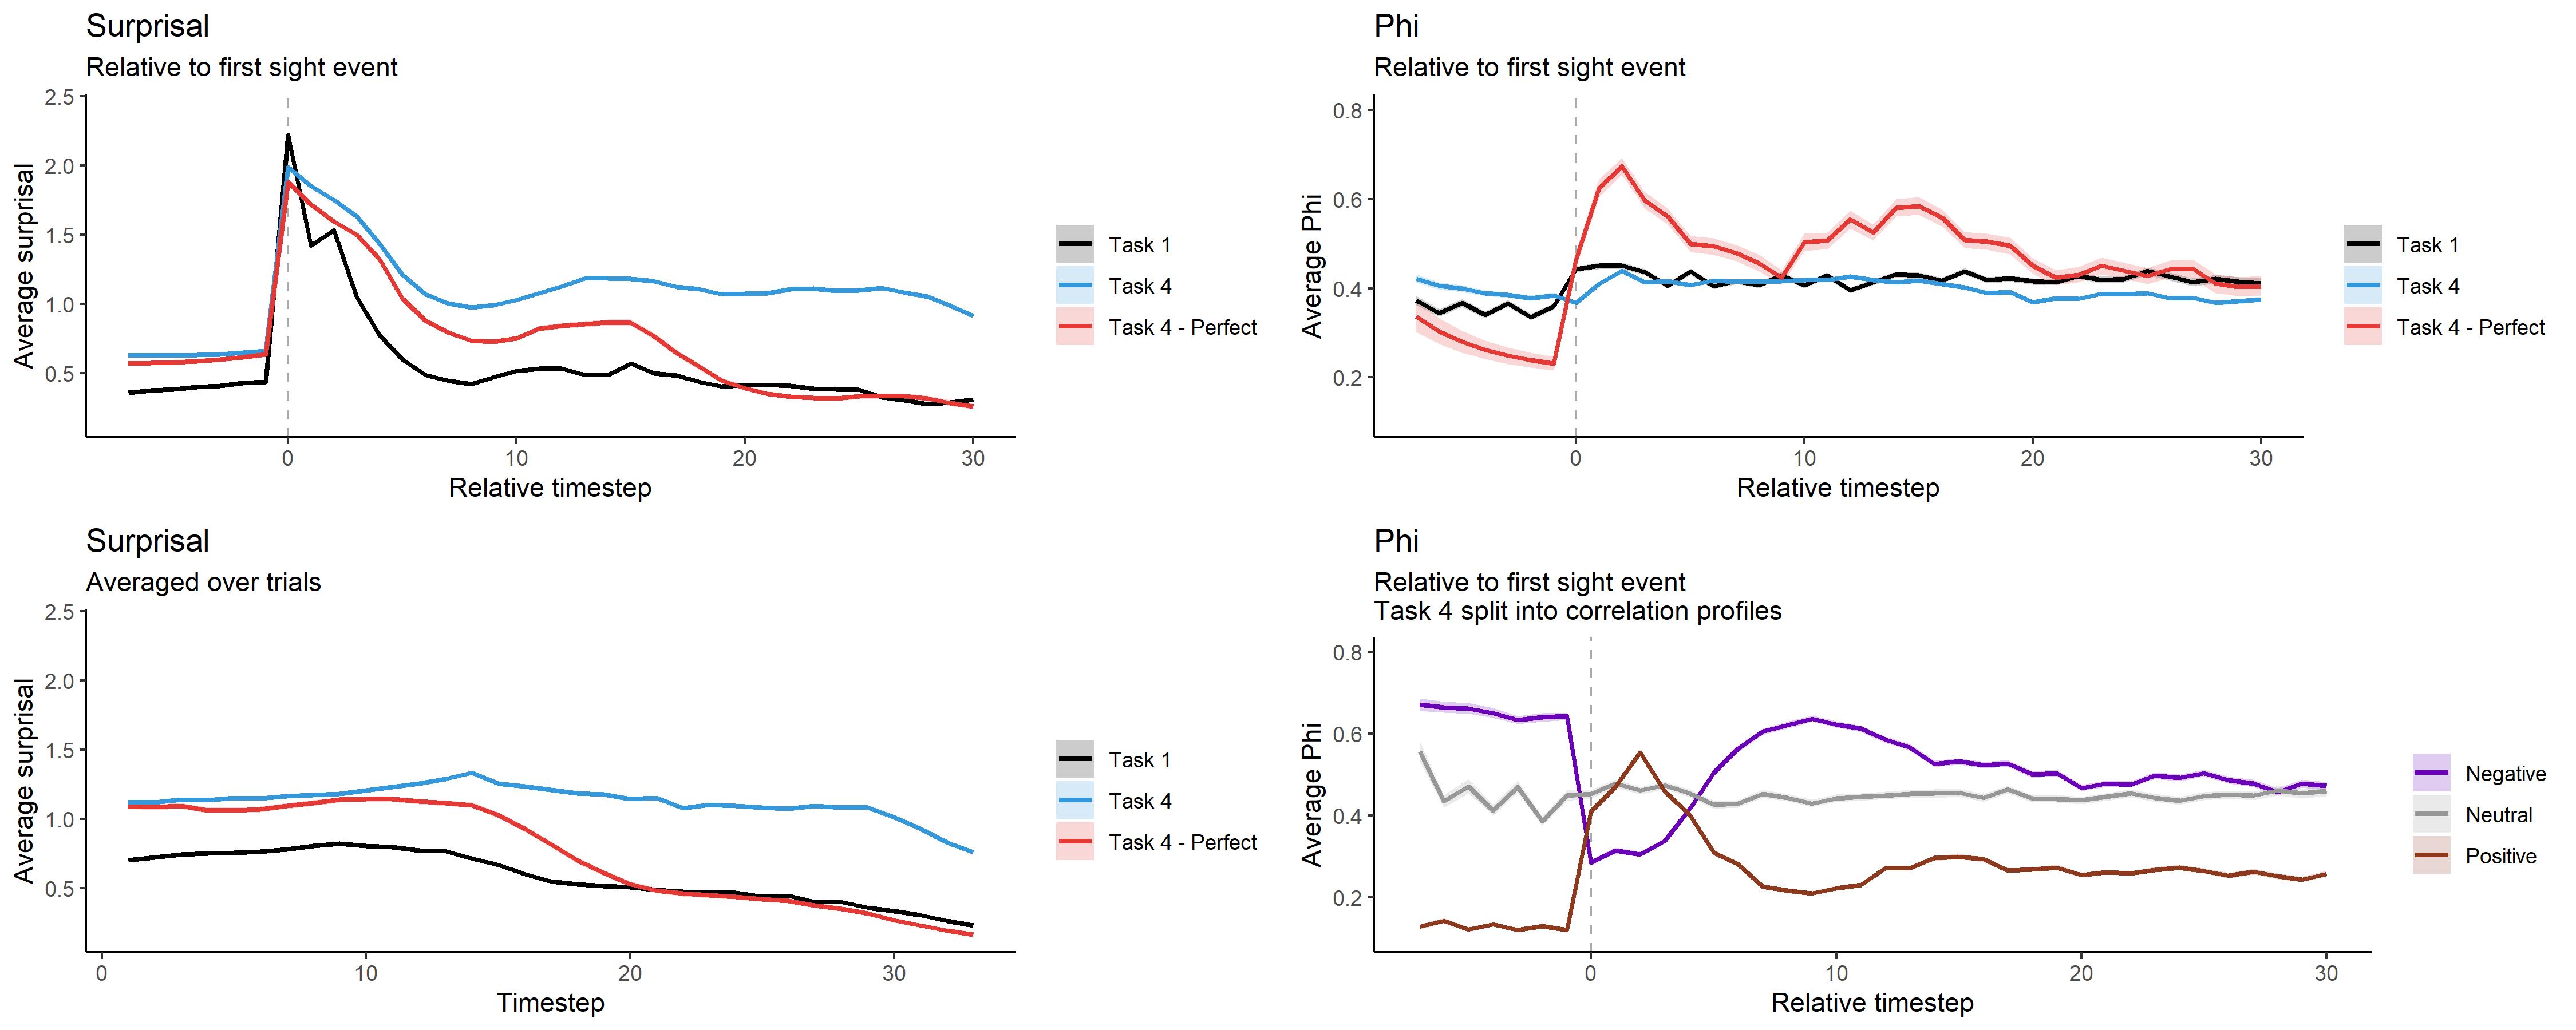 Surprisal
Relative to first sight event
Average surprisal
2.5
2.0
1.5
1.0
0.5
0
10
20
30
Relative timestep
Task 1
Task 4
Task 4 - Perfect
Phi
Relative to first sight event
Average Phi
0.8
0.6
0.4
0.2
0
10
20
30
Relative timestep
Task 1
Task 4
Task 4 - Perfect
Surprisal
Averaged over trials
Average surprisal
2.5
2.0
1.5
1.0
0.5
0
10
20
30
Timestep
Task 1
Task 4
Task 4 - Perfect
Phi
Relative to first sight event
Task 4 split into correlation profiles
Average Phi
0.8
0.6
0.4
0.2
0
10
20
30
Relative timestep
Negative
Neutral
Positive